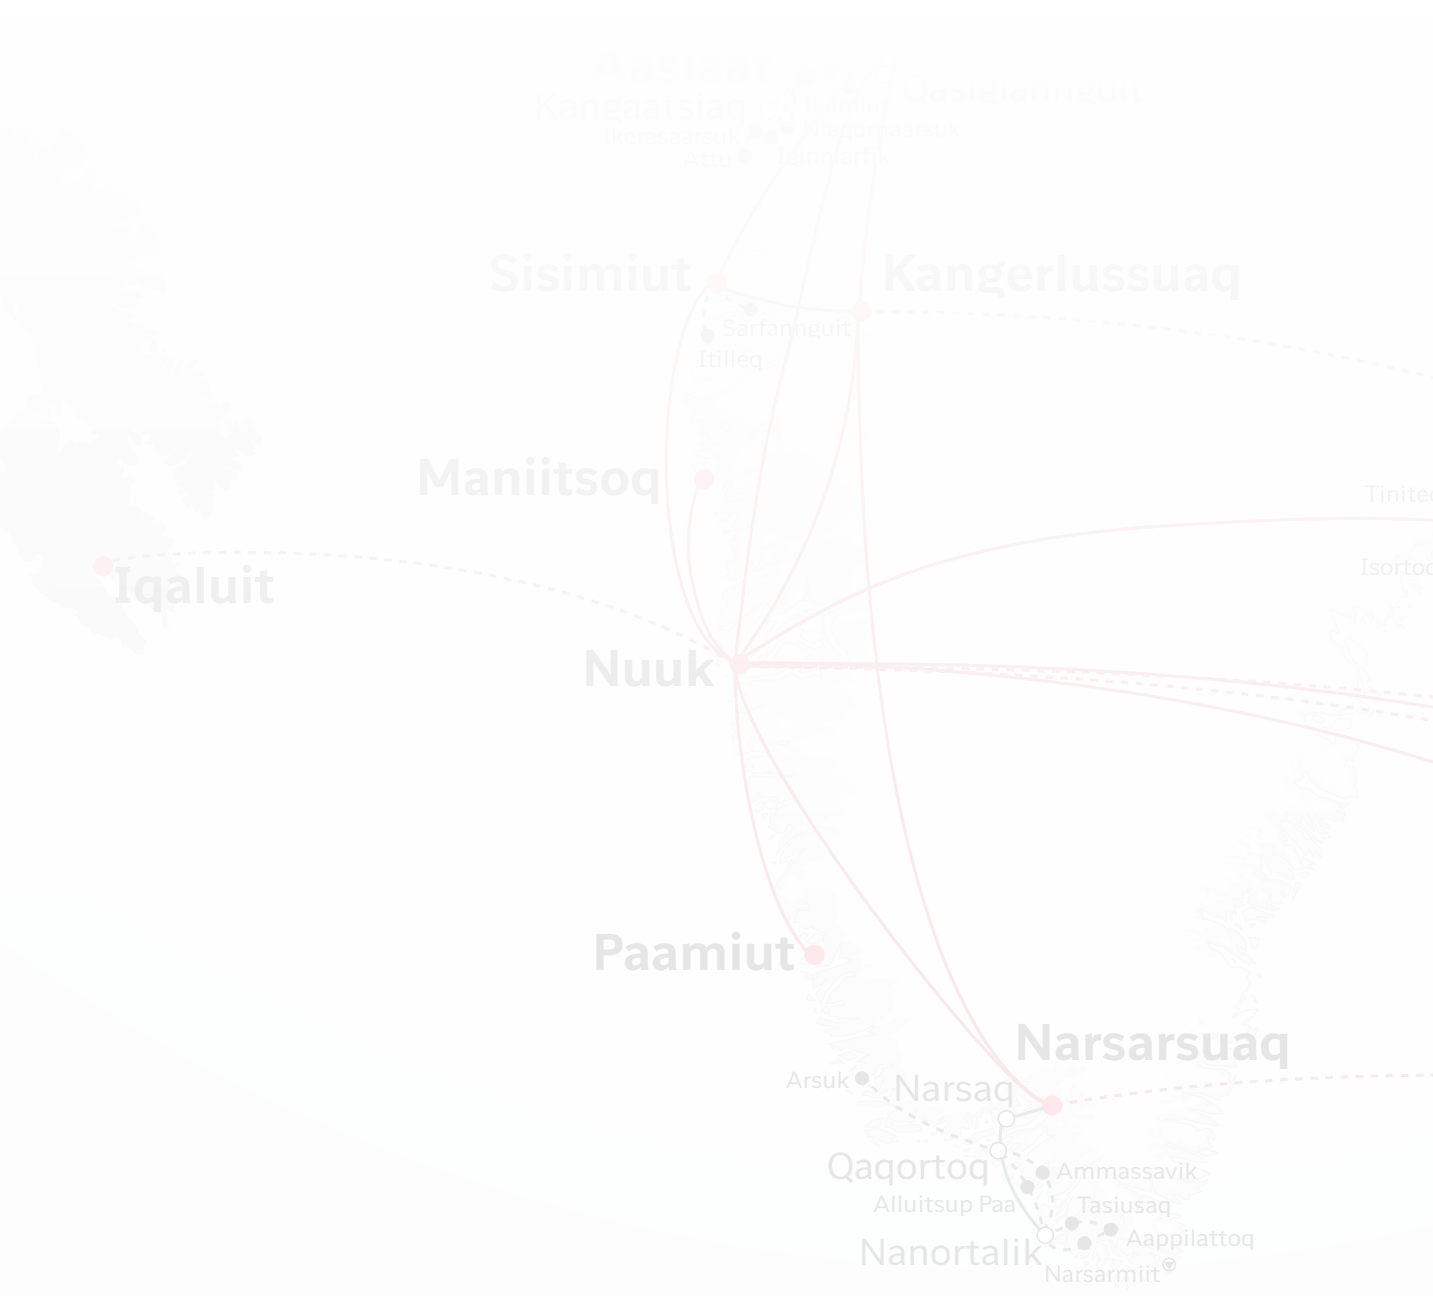 Kangaatsiaq
Ikerasaarsuk
Niaqornaarsuk
Attu
Iginniarfik
Sisimiut
Kangerlussuaq
Sarfannguit
Itilleq
Maniitsoq
Iqaluit
Nuuk
Paamiut
Narsarsuaq
Arsuk
Narsaq
Qaqortoq
Ammassavik
Alluitsup Paa
Tasiusaq
Aappilattoq
Nanortalik
Narsarmiit